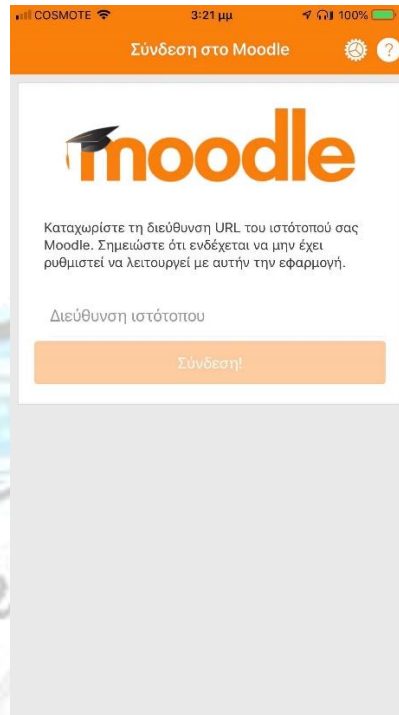 COSMOTE 3:21 μμ 100%
Σύνδεση στο Moodle ?
moodle
Καταχωρίστε τη διεύθυνση URL του ιστότοπού σας
Moodle. Σημειώστε ότι ενδέχεται να μην έχει
ρυθμιστεί να λειτουργεί με αυτήν την εφαρμογή.
Διεύθυνση ιστότοπου
Σύνδεση!